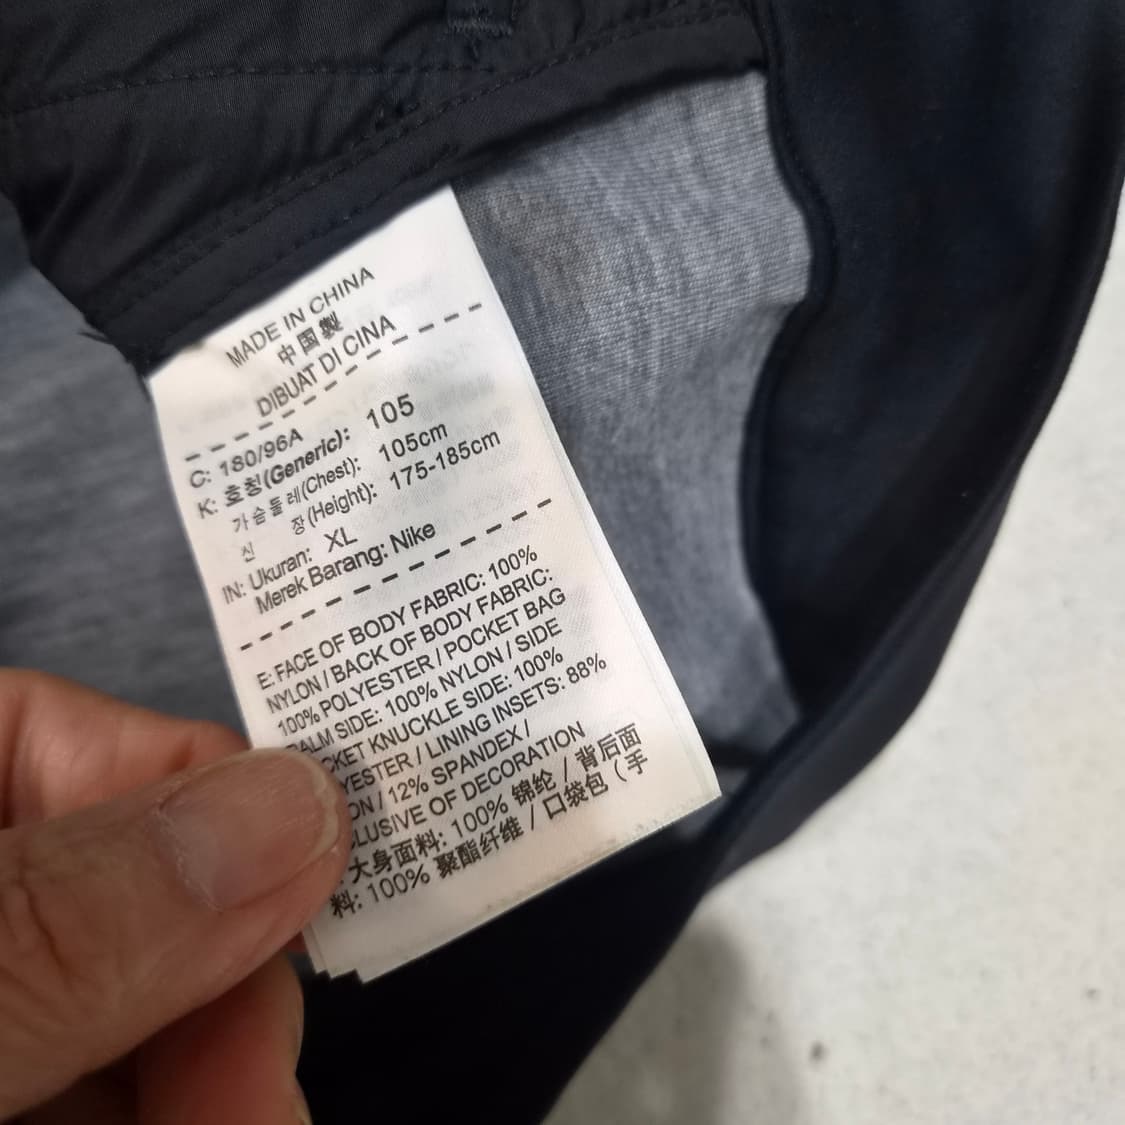 MADE IN CHINA
中国製
DIBUAT DI CINA
C: 180/96A
K: 호칭(Generic): 105
가슴둘레(Chest): 105cm
신 장(Height): 175-185cm
IN: Ukuran: XL
Merek Barang: Nike
E: FACE OF BODY FABRIC: 100%
NYLON / BACK OF BODY FABRIC:
100% POLYESTER / POCKET BAG
PALM SIDE: 100% NYLON / SIDE
CKET KNUCKLE SIDE: 100%
YESTER / LINING INSETS: 88%
ON / 12% SPANDEX /
LUSIVE OF DECORATION
大身面料: 100% 锦纶 / 背后面
料: 100% 聚酯纤维 / 口袋包 (手